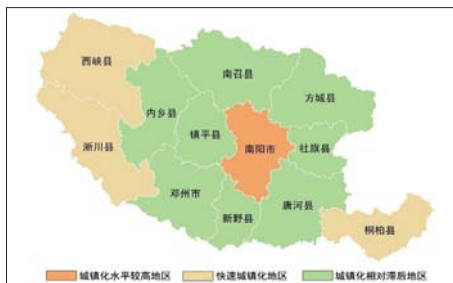 西峡县
南召县
方城县
内乡县
镇平县
淅川县
南阳市
社旗县
邓州市
唐河县
新野县
桐柏县
城镇化水平较高地区 快速城镇化地区 城镇化相对滞后地区